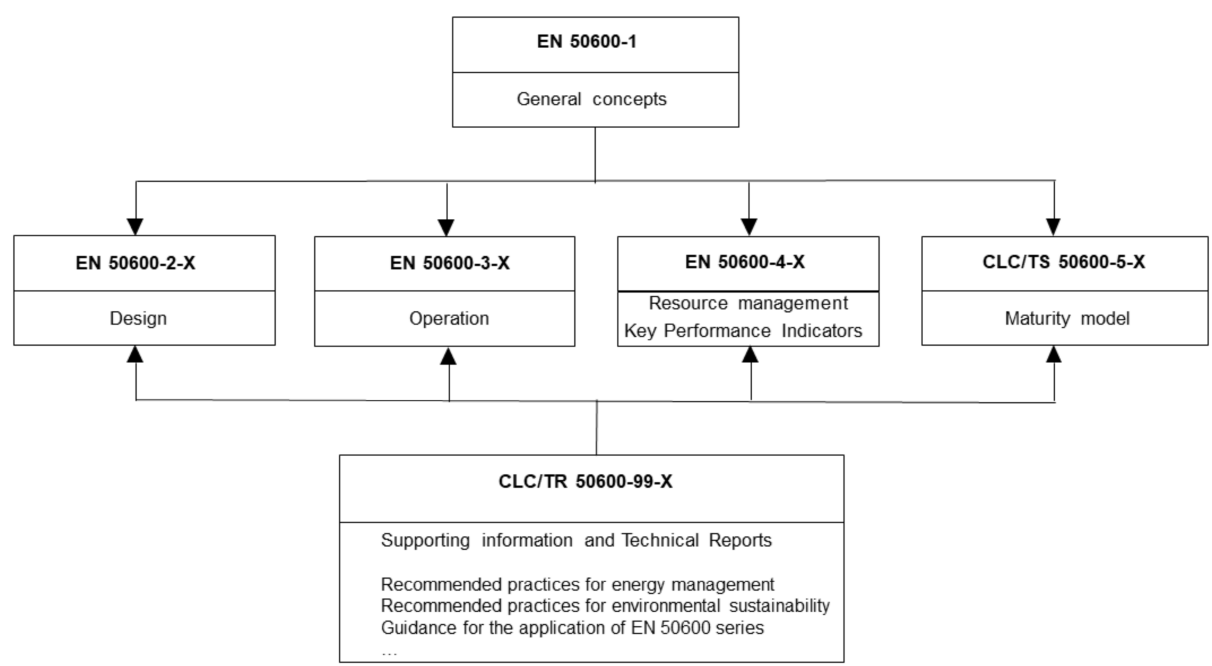 EN 50600-1
General concepts
EN 50600-2-X
Design
EN 50600-3-X
Operation
EN 50600-4-X
Resource management
Key Performance Indicators
CLC/TS 50600-5-X
Maturity model
CLC/TR 50600-99-X
Supporting information and Technical Reports
Recommended practices for energy management
Recommended practices for environmental sustainability
Guidance for the application of EN 50600 series
...